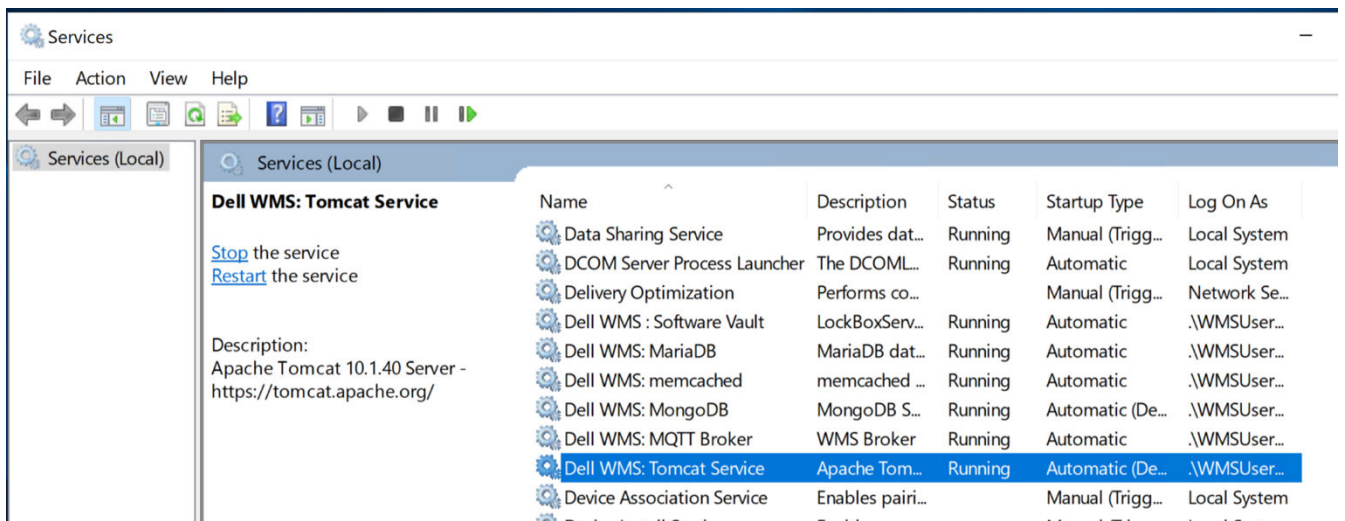 Services
File Action View Help
Services (Local)
Services (Local)
Dell WMS: Tomcat Service
Stop the service
Restart the service
Description:
Apache Tomcat 10.1.40 Server -
https://tomcat.apache.org/
Name Description Status Startup Type Log On As
Data Sharing Service Provides dat... Running Manual (Trigg... Local System
DCOM Server Process Launcher The DCOML... Running Automatic Local System
Delivery Optimization Performs co... Manual (Trigg... Network Se...
Dell WMS : Software Vault LockBoxServ... Running Automatic .\WMSUser...
Dell WMS: MariaDB MariaDB dat... Running Automatic .\WMSUser...
Dell WMS: memcached memcached ... Running Automatic .\WMSUser...
Dell WMS: MongoDB MongoDB S... Running Automatic (De... .\WMSUser...
Dell WMS: MQTT Broker WMS Broker Running Automatic .\WMSUser...
Dell WMS: Tomcat Service Apache Tom... Running Automatic (De... .\WMSUser...
Device Association Service Enables pairi... Manual (Trigg... Local System